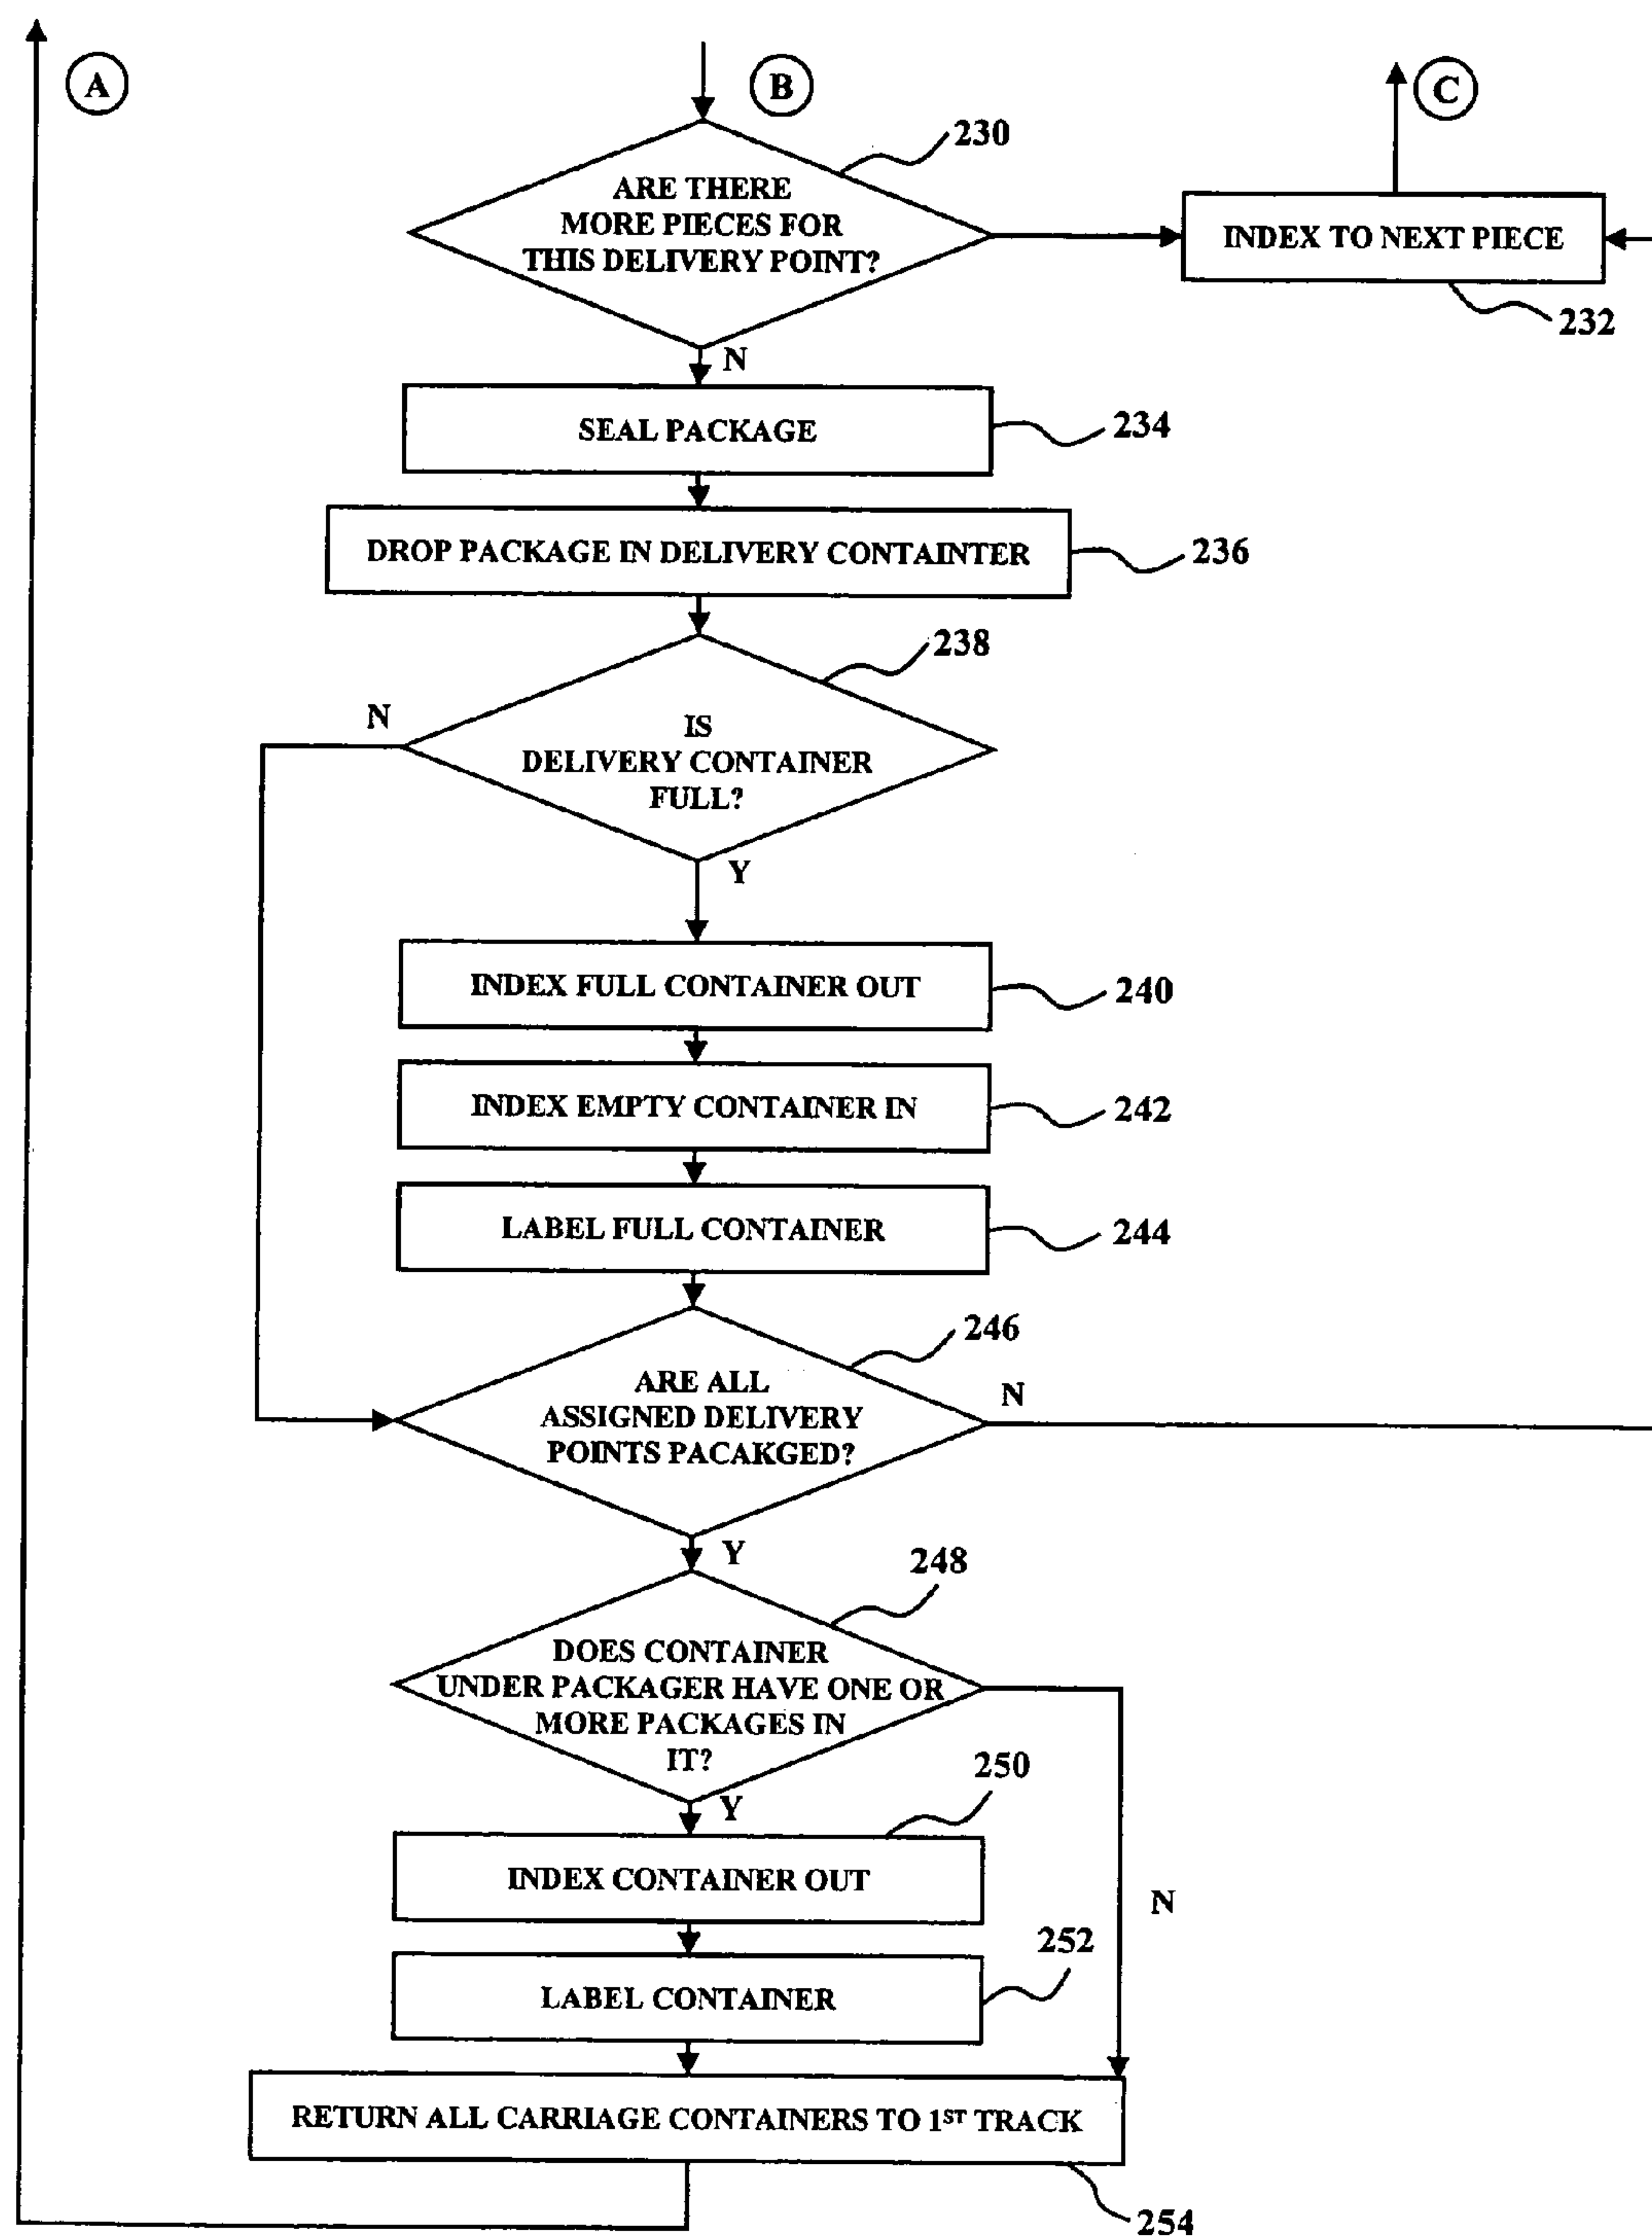 A
B
C
230
ARE THERE
MORE PIECES FOR
THIS DELIVERY POINT?
INDEX TO NEXT PIECE
232
N
SEAL PACKAGE
234
DROP PACKAGE IN DELIVERY CONTAINTER
236
238
N
IS
DELIVERY CONTAINER
FULL?
Y
INDEX FULL CONTAINER OUT
240
INDEX EMPTY CONTAINER IN
242
LABEL FULL CONTAINER
244
246
ARE ALL
ASSIGNED DELIVERY
POINTS PACAKGED?
N
Y
248
DOES CONTAINER
UNDER PACKAGER HAVE ONE OR
MORE PACKAGES IN
IT?
250
Y
INDEX CONTAINER OUT
N
252
LABEL CONTAINER
RETURN ALL CARRIAGE CONTAINERS TO 1ST TRACK
254